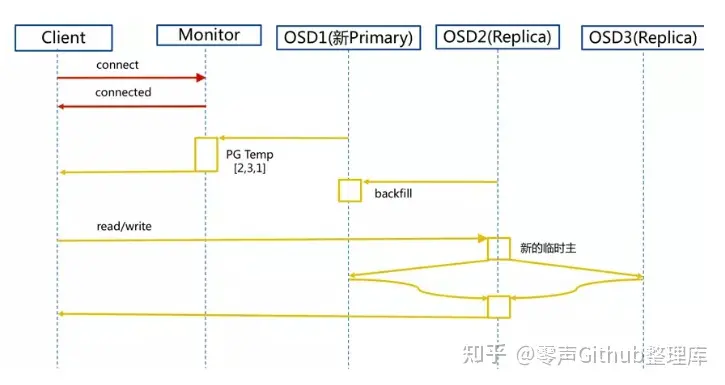 Client
Monitor
OSD1(新Primary)
OSD2(Replica)
OSD3(Replica)
connect
connected
PG Temp
[2,3,1]
backfill
read/write
新的临时主
知乎 @零声Github整理库